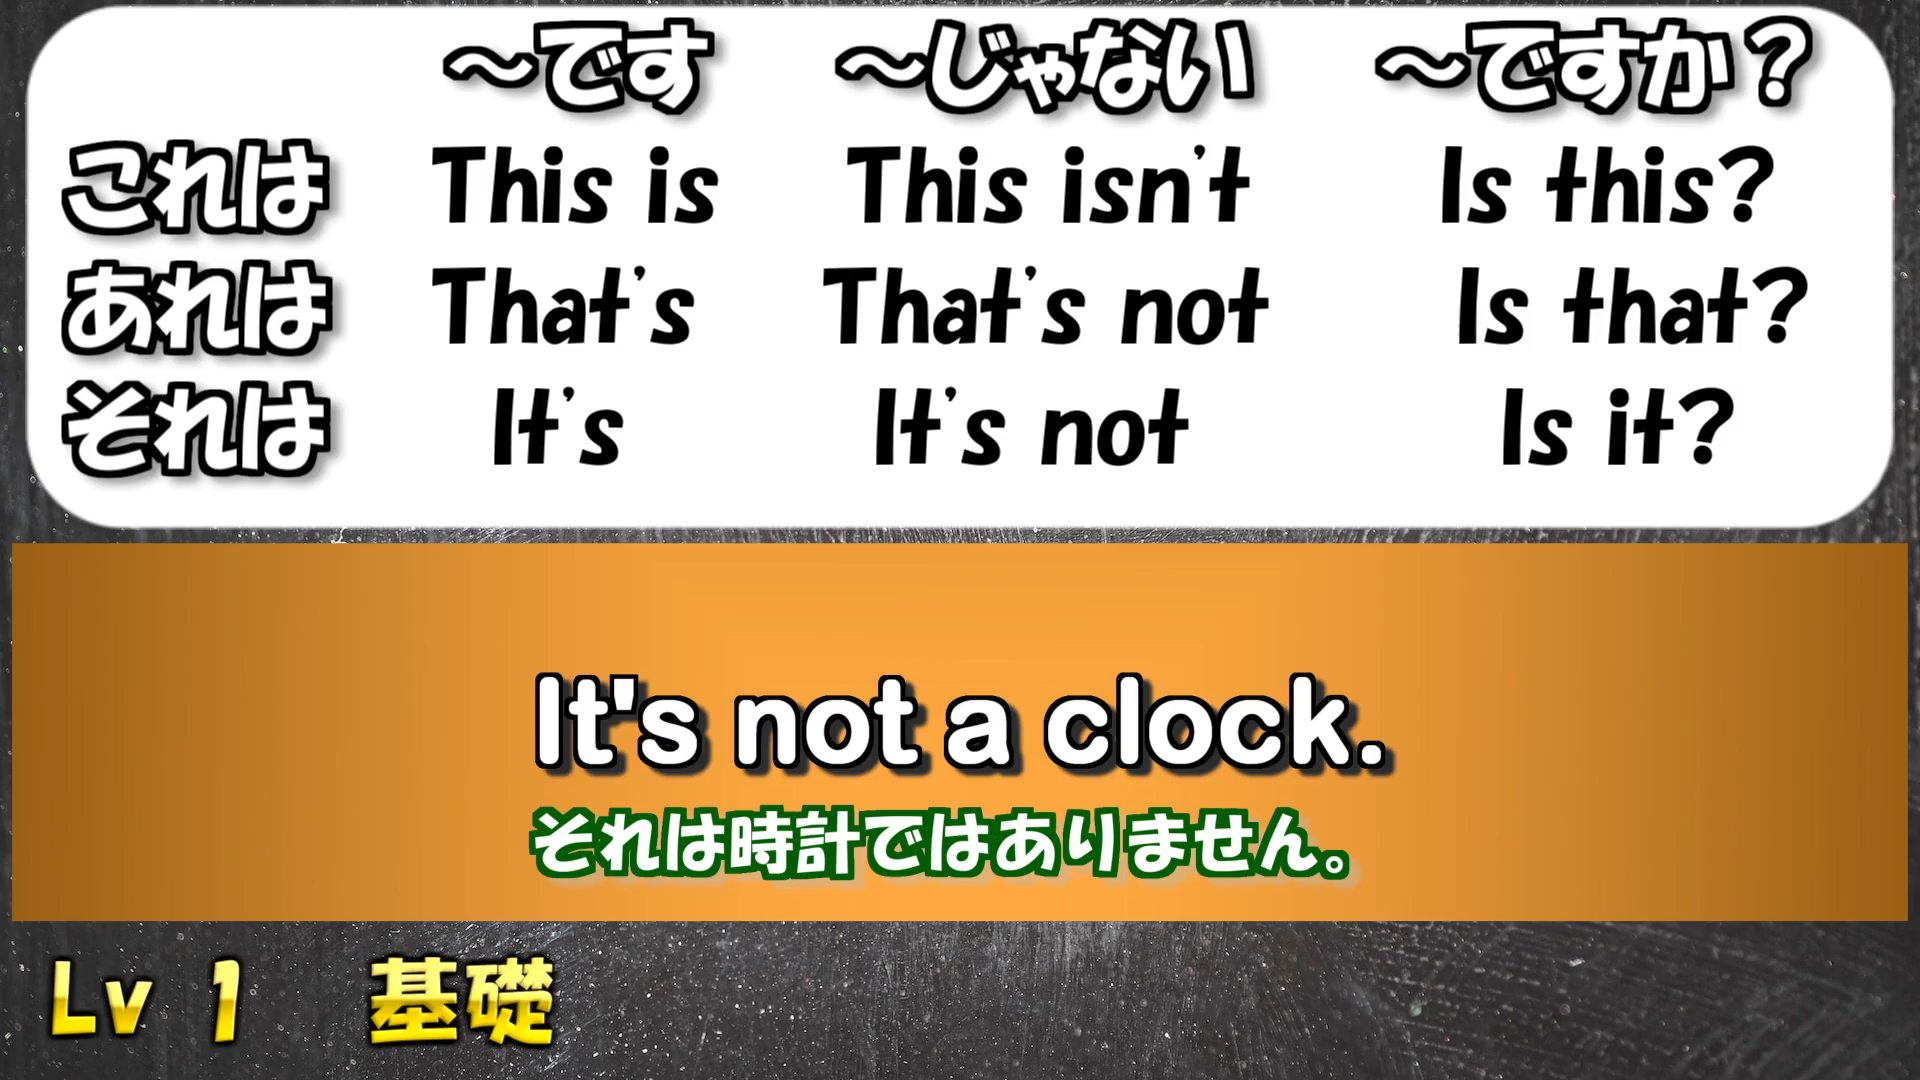 ～です ～じゃない ～ですか？
これは This is This isn't Is this?
あれは That's That's not Is that?
それは It's It's not Is it?
It's not a clock.
それは時計ではありません。
Lv 1 基礎